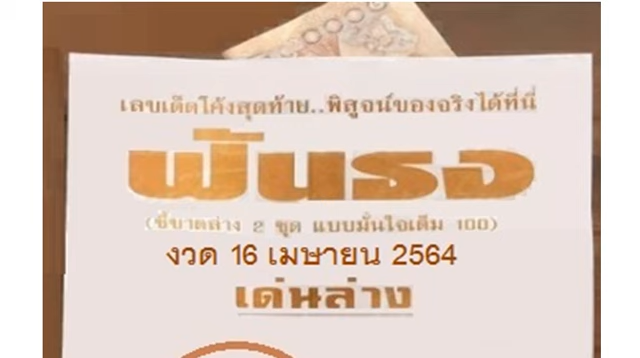 เลขเด็ดโค้งสุดท้าย..พิสูจน์ของจริงได้ที่นี่
ฟันธง
(ชี้ขาดล่าง 2 ชุด แบบมั่นใจเต็ม 100)
งวด 16 เมษายน 2564
เด่นล่าง